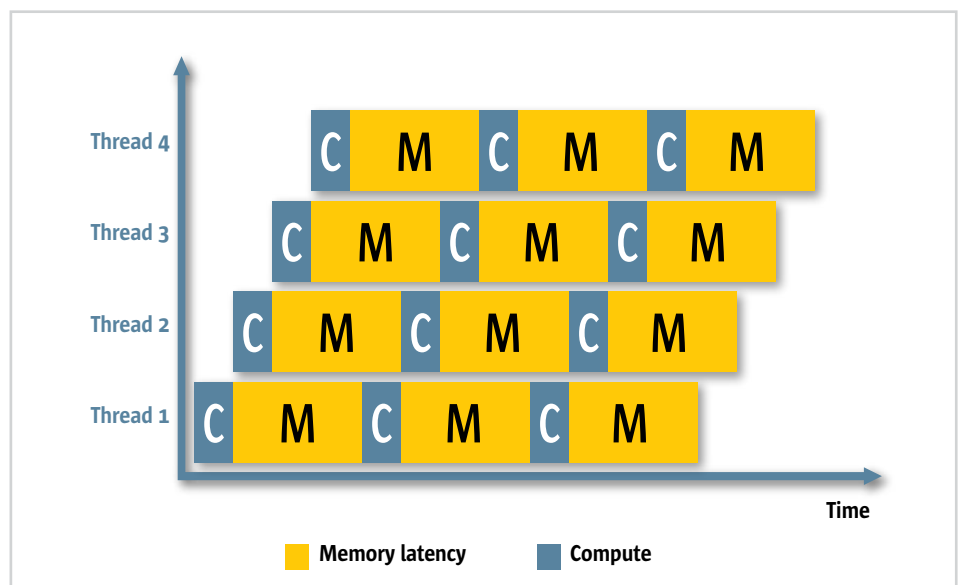 Thread 4
C M C M C M
Thread 3
C M C M C M
Thread 2
C M C M C M
Thread 1
C M C M C M
Time
Memory latency
Compute